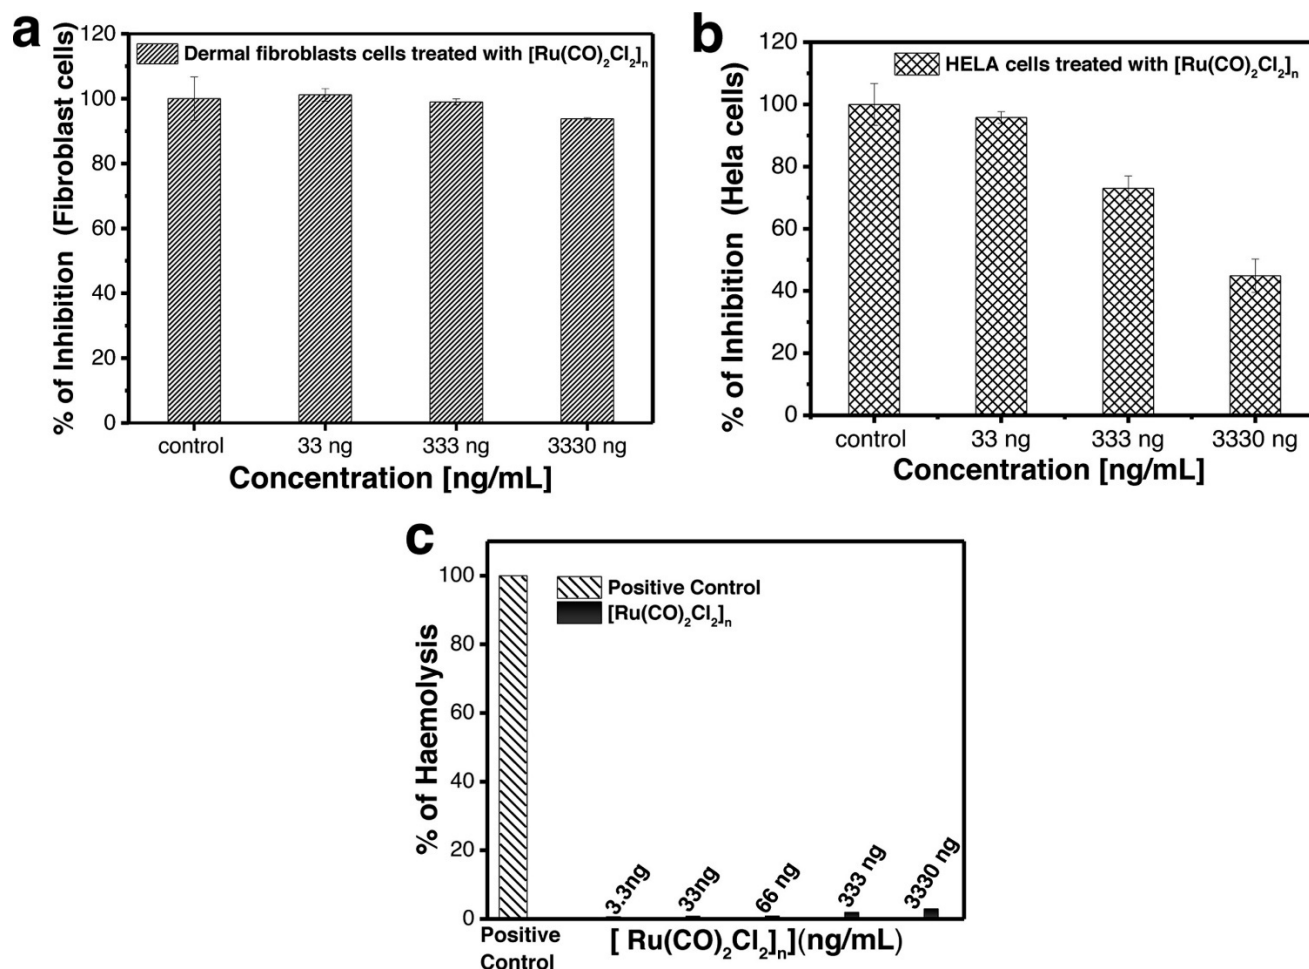 a
% of Inhibition (Fibroblast cells)
120
100
80
60
40
20
0
Dermal fibroblasts cells treated with [Ru(CO)₂Cl₂]ₙ
control 33 ng 333 ng 3330 ng
Concentration [ng/mL]
b
% of Inhibition (Hela cells)
120
100
80
60
40
20
0
HELA cells treated with [Ru(CO)₂Cl₂]ₙ
control 33 ng 333 ng 3330 ng
Concentration [ng/mL]
c
% of Haemolysis
100
80
60
40
20
0
Positive Control
[Ru(CO)₂Cl₂]ₙ
3.3ng 33ng 66 ng 333 ng 3330 ng
Positive
Control
[ Ru(CO)₂Cl₂]ₙ](ng/mL)